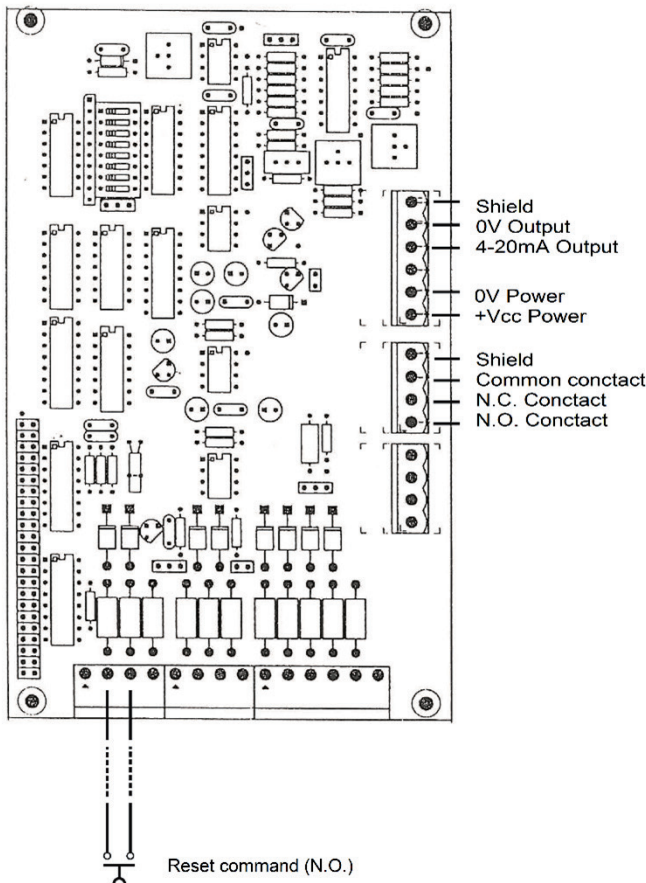 Shield
0V Output
4-20mA Output
0V Power
+Vcc Power
Shield
Common conctact
N.C. Conctact
N.O. Conctact
Reset command (N.O.)